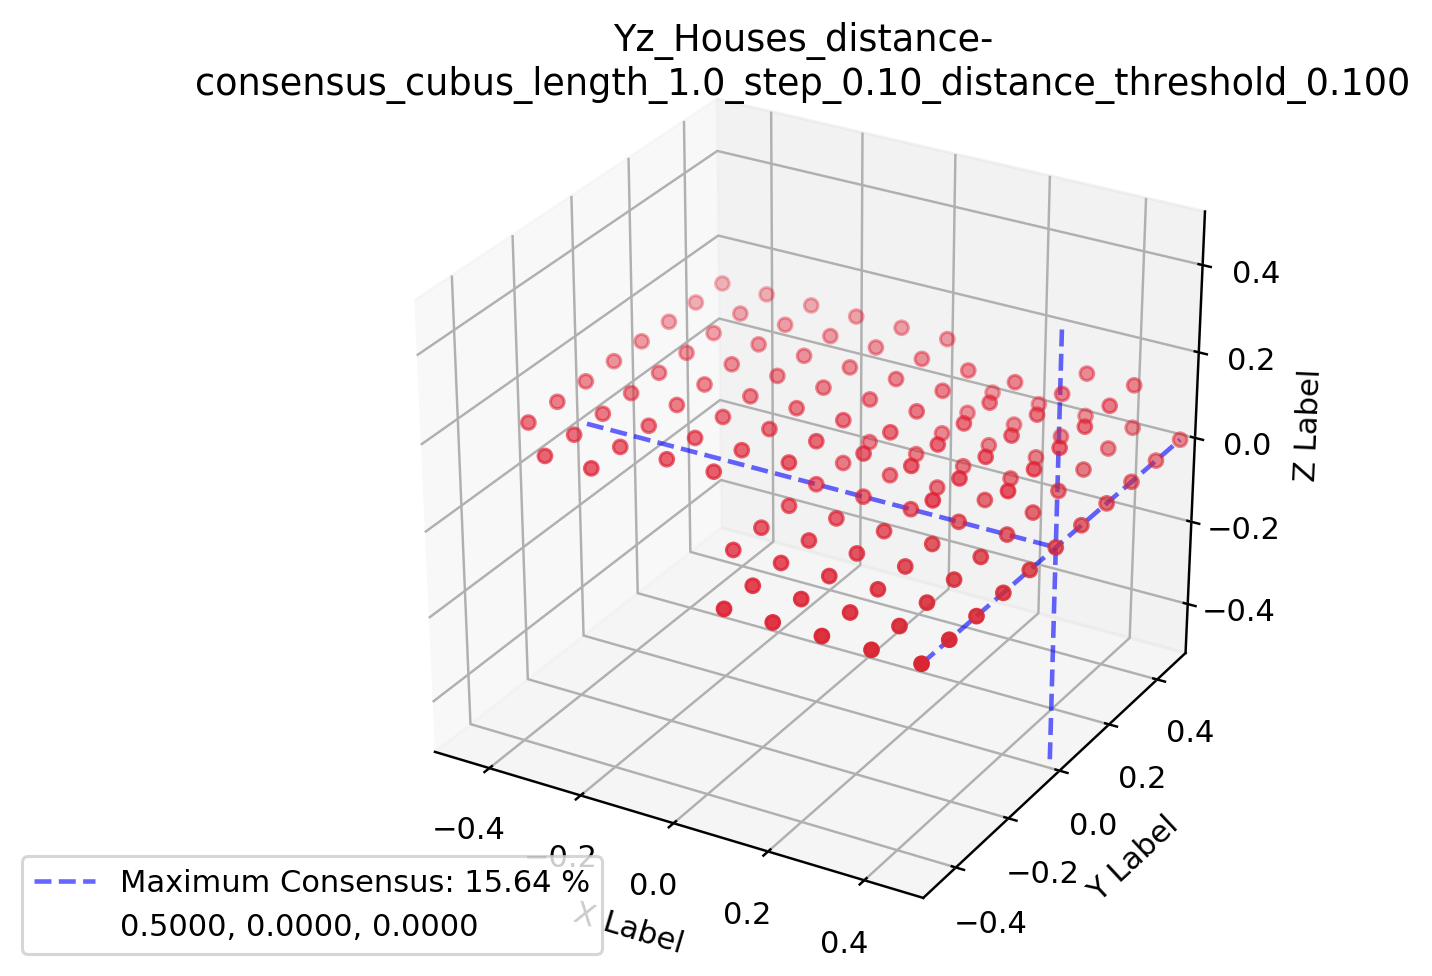 Yz_Houses_distance-
consensus_cubus_length_1.0_step_0.10_distance_threshold_0.100
0.4
0.2
0.0
−0.2
−0.4
Z Label
0.4
0.2
0.0
−0.2
−0.4
Y Label
−0.4
−0.2
0.0
0.2
0.4
X Label
Maximum Consensus: 15.64 %
0.5000, 0.0000, 0.0000